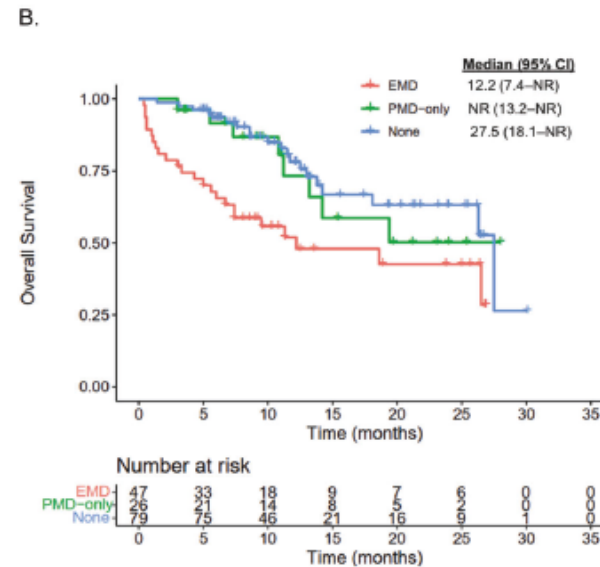 B.
Median (95% CI)
EMD 12.2 (7.4–NR)
PMD-only NR (13.2–NR)
None 27.5 (18.1–NR)
1.00
0.75
0.50
0.25
0.00
Overall Survival
0 5 10 15 20 25 30 35
Time (months)
Number at risk
EMD 47 33 18 9 7 6 0 0
PMD-only 26 21 14 8 5 2 0 0
None 79 75 46 21 16 9 1 0
0 5 10 15 20 25 30 35
Time (months)